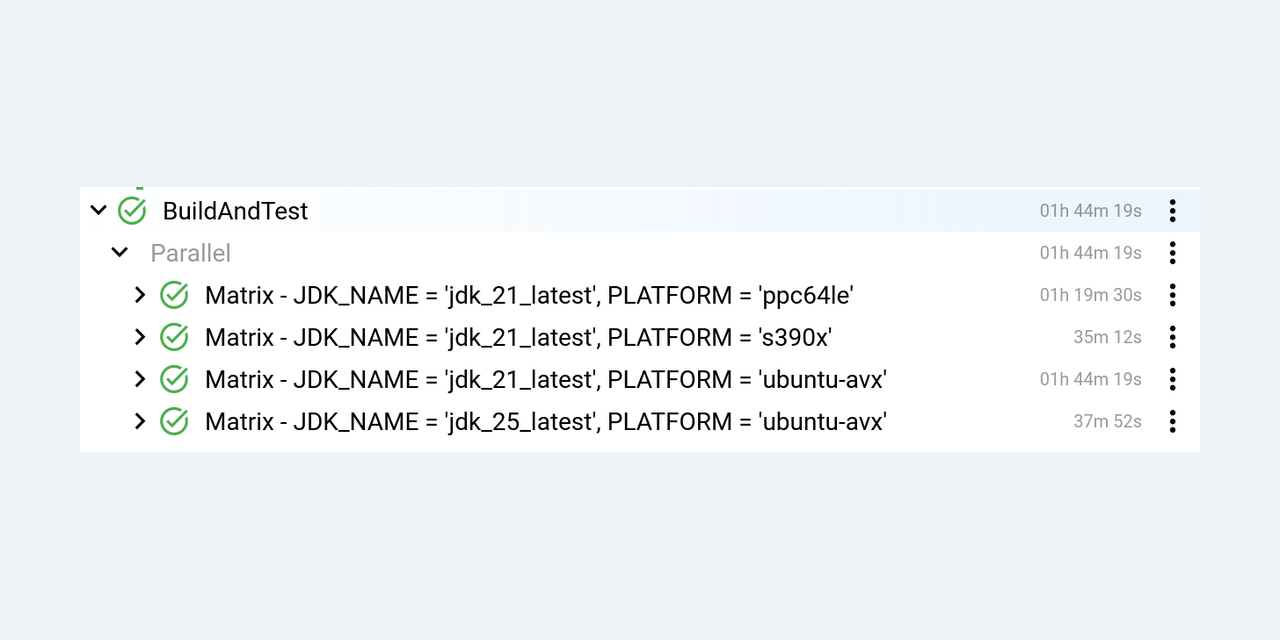 BuildAndTest 01h 44m 19s
Parallel 01h 44m 19s
Matrix - JDK_NAME = 'jdk_21_latest', PLATFORM = 'ppc64le' 01h 19m 30s
Matrix - JDK_NAME = 'jdk_21_latest', PLATFORM = 's390x' 35m 12s
Matrix - JDK_NAME = 'jdk_21_latest', PLATFORM = 'ubuntu-avx' 01h 44m 19s
Matrix - JDK_NAME = 'jdk_25_latest', PLATFORM = 'ubuntu-avx' 37m 52s